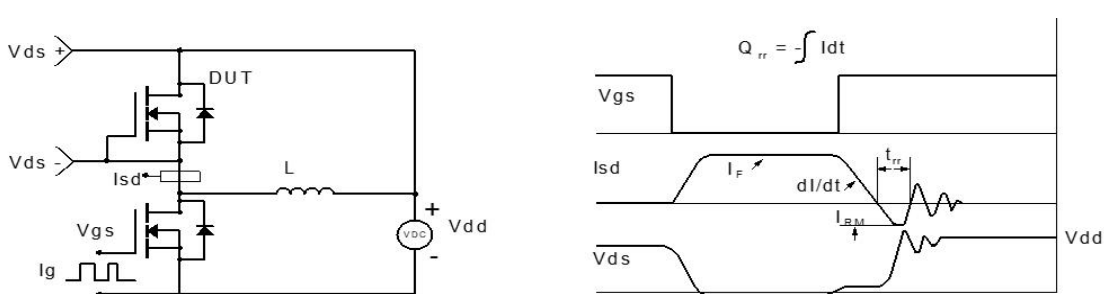 Vds +
DUT
Vds -
Isd
L
Vgs
Ig
+
VDC
-
Vdd
Q rr = -∫ Idt
Vgs
Isd
I F
dI/dt
t rr
I RM
Vds
Vdd